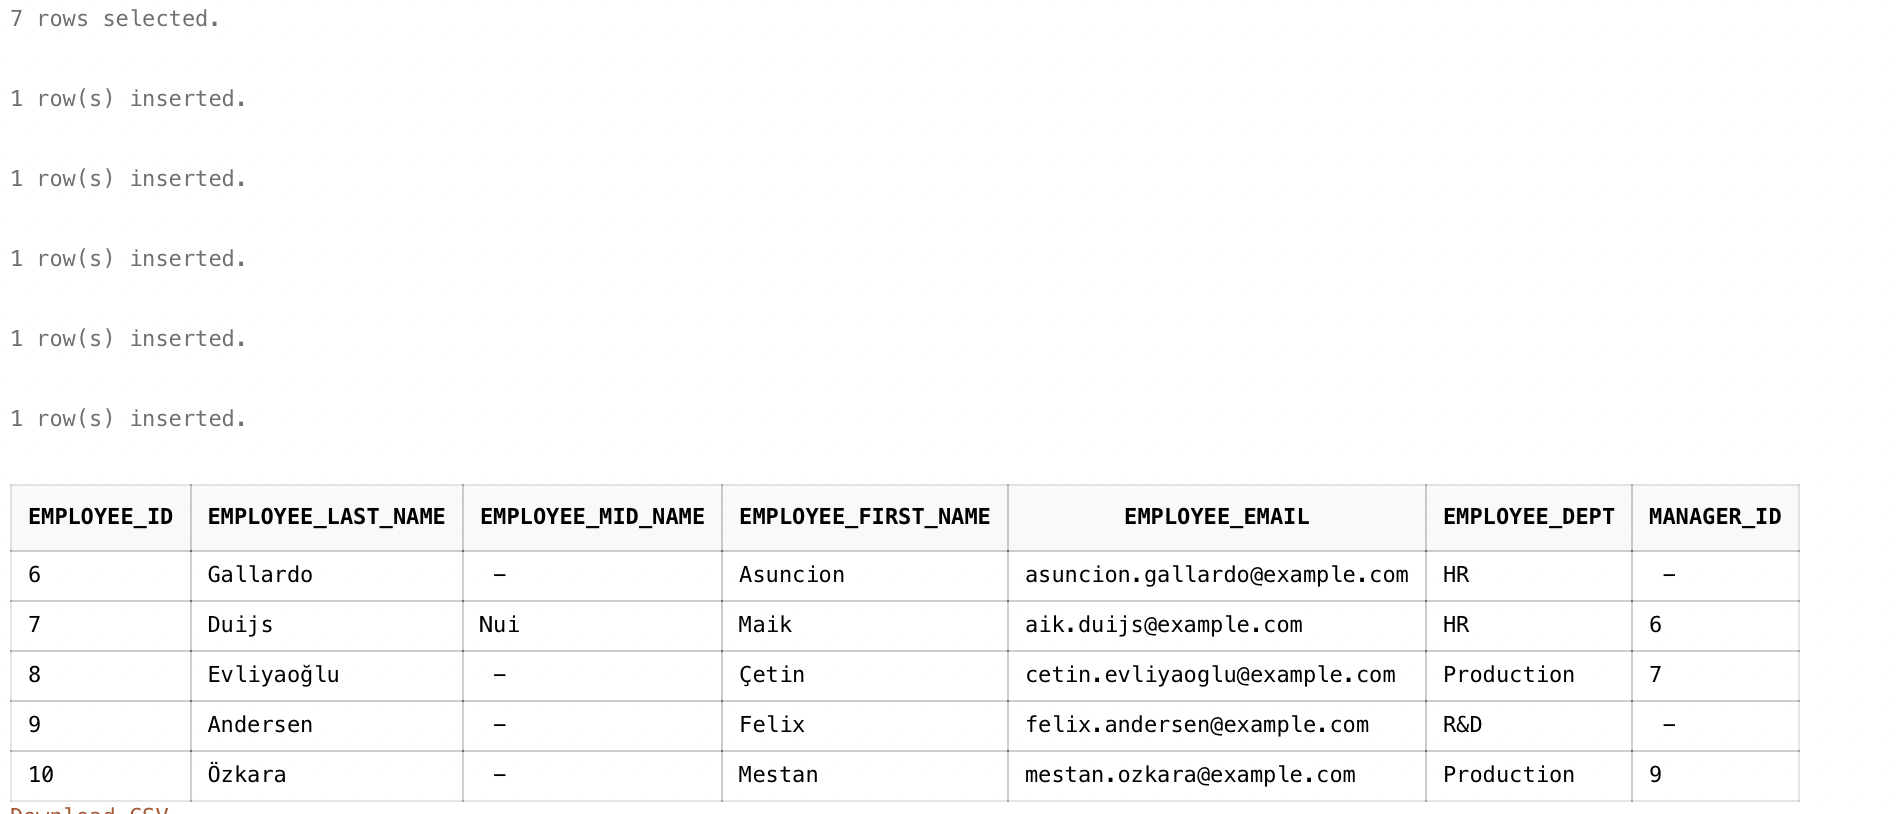 7 rows selected.
1 row(s) inserted.
1 row(s) inserted.
1 row(s) inserted.
1 row(s) inserted.
1 row(s) inserted.
EMPLOYEE_ID EMPLOYEE_LAST_NAME EMPLOYEE_MID_NAME EMPLOYEE_FIRST_NAME EMPLOYEE_EMAIL EMPLOYEE_DEPT MANAGER_ID
6 Gallardo – Asuncion asuncion.gallardo@example.com HR –
7 Duijs Nui Maik aik.duijs@example.com HR 6
8 Evliyaoğlu – Çetin cetin.evliyaoglu@example.com Production 7
9 Andersen – Felix felix.andersen@example.com R&D –
10 Özkara – Mestan mestan.ozkara@example.com Production 9
Download CSV